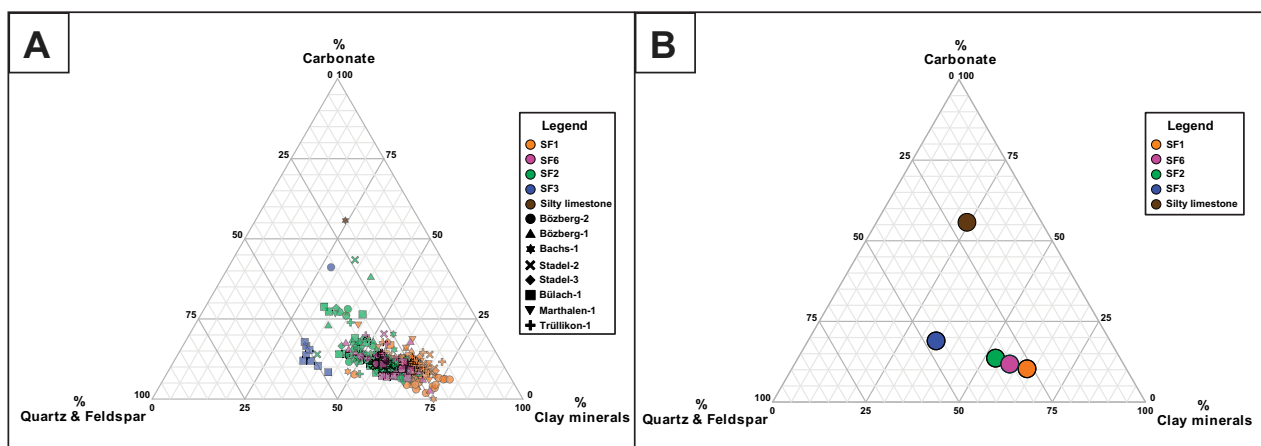 A
%
Carbonate
0 100
25
75
50
50
75
25
100
0
%
Quartz & Feldspar
0
25
50
75
100
%
Clay minerals
Legend
SF1
SF6
SF2
SF3
Silty limestone
Bözberg-2
Bözberg-1
Bachs-1
Stadel-2
Stadel-3
Bülach-1
Marthalen-1
Trüllikon-1
B
%
Carbonate
0 100
25
75
50
50
75
25
100
0
%
Quartz & Feldspar
0
25
50
75
100
%
Clay minerals
Legend
SF1
SF6
SF2
SF3
Silty limestone